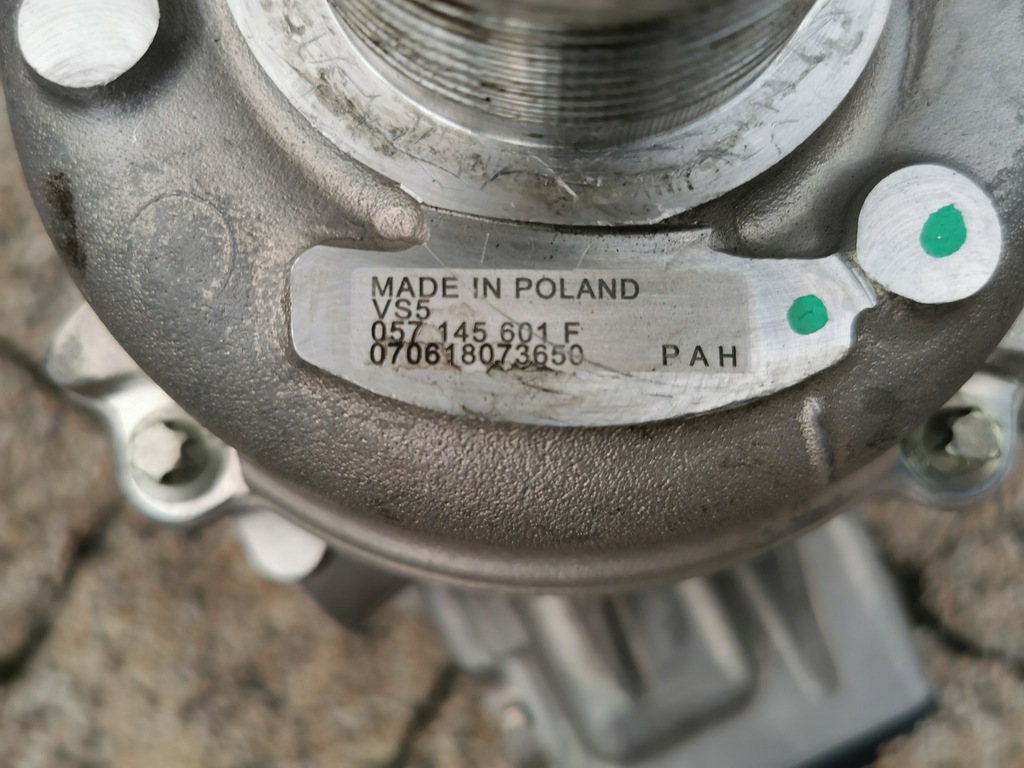 MADE IN POLAND
VS5
057 145 601 F
070618073650 PAH